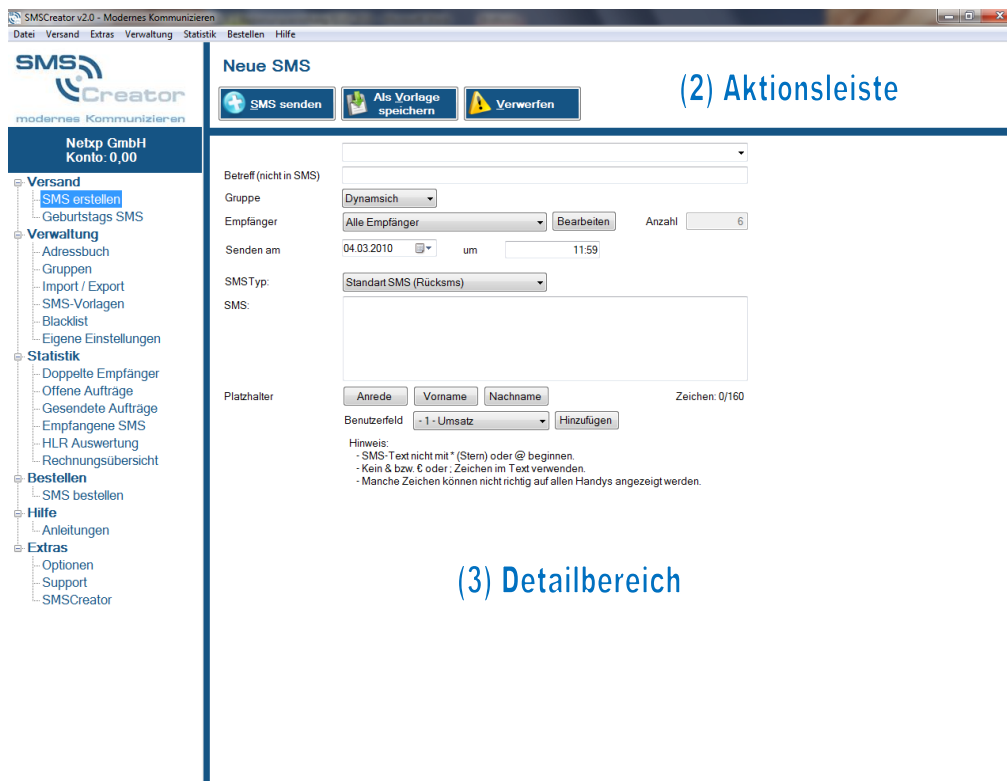 SMSCreator v2.0 - Modernes Kommunizieren
Datei Versand Extras Verwaltung Statistik Bestellen Hilfe
SMS
Creator
modernes Kommunizieren
Netxp GmbH
Konto: 0,00
Versand
SMS erstellen
Geburtstags SMS
Verwaltung
Adressbuch
Gruppen
Import / Export
SMS-Vorlagen
Blacklist
Eigene Einstellungen
Statistik
Doppelte Empfänger
Offene Aufträge
Gesendete Aufträge
Empfangene SMS
HLR Auswertung
Rechnungsübersicht
Bestellen
SMS bestellen
Hilfe
Anleitungen
Extras
Optionen
Support
SMSCreator
Neue SMS
SMS senden
Als Vorlage
speichern
Verwerfen
(2) Aktionsleiste
Betreff (nicht in SMS)
Gruppe Dynamsich
Empfänger Alle Empfänger Bearbeiten Anzahl 6
Senden am 04.03.2010 um 11:59
SMSTyp: Standart SMS (Rücksms)
SMS:
Platzhalter Anrede Vorname Nachname Zeichen: 0/160
Benutzerfeld - 1 - Umsatz Hinzufügen
Hinweis:
- SMS-Text nicht mit * (Stern) oder @ beginnen.
- Kein & bzw. € oder ; Zeichen im Text verwenden.
- Manche Zeichen können nicht richtig auf allen Handys angezeigt werden.
(3) Detailbereich